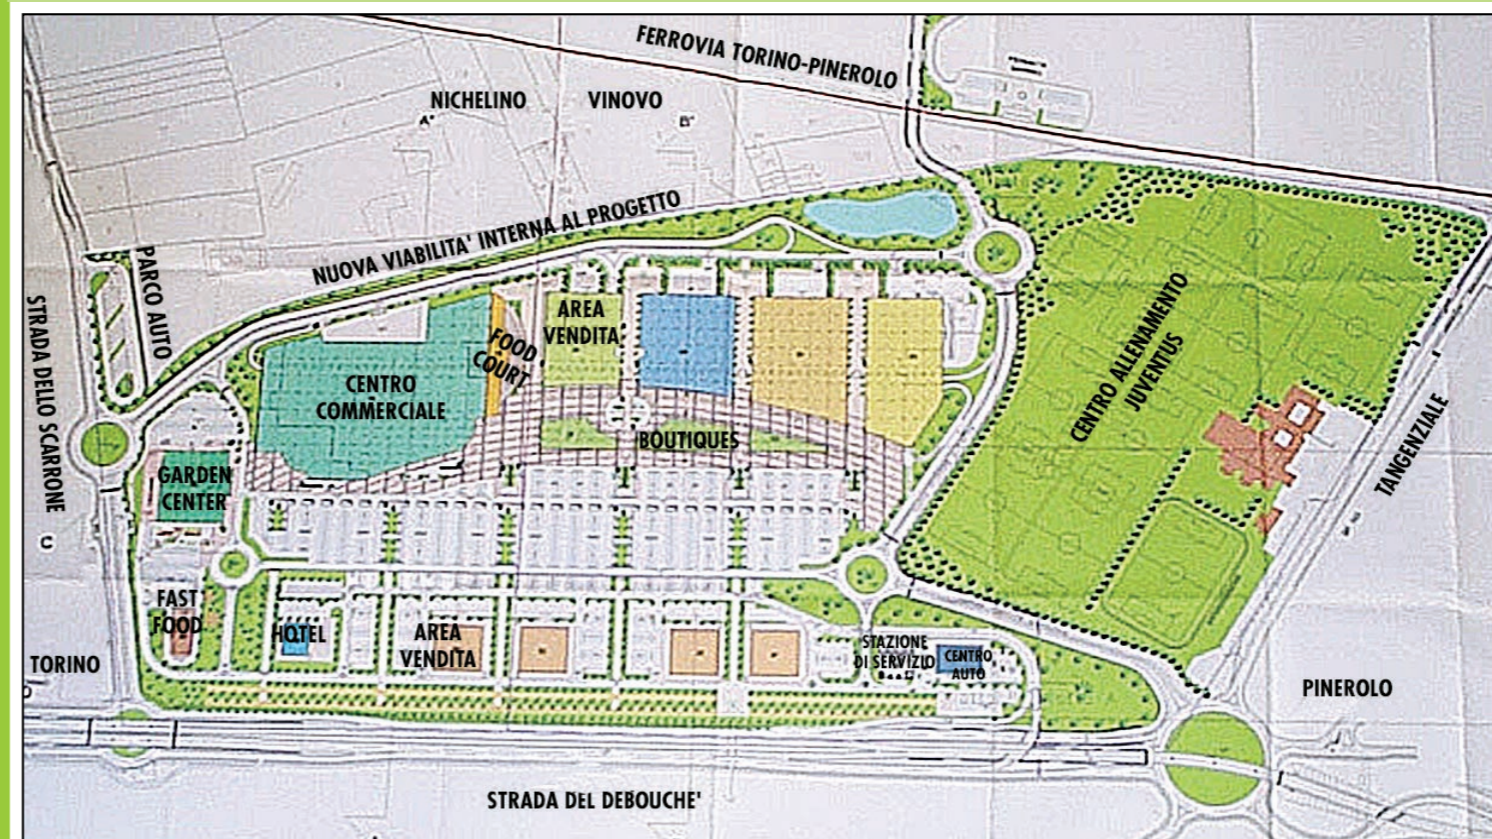 FERROVIA TORINO-PINEROLO
NICHELINO
VINOVO
A'
B'
NUOVA VIABILITA' INTERNA AL PROGETTO
PARCO AUTO
STRADA DELLO SCARRONE
AREA
VENDITA
FOOD
COURT
CENTRO
COMMERCIALE
BOUTIQUES
CENTRO ALLENAMENTO
JUVENTUS
TANGENZIALE
GARDEN
CENTER
C
FAST
FOOD
HOTEL
AREA
VENDITA
STAZIONE
DI SERVIZIO
CENTRO
AUTO
TORINO
PINEROLO
STRADA DEL DEBOUCHE'